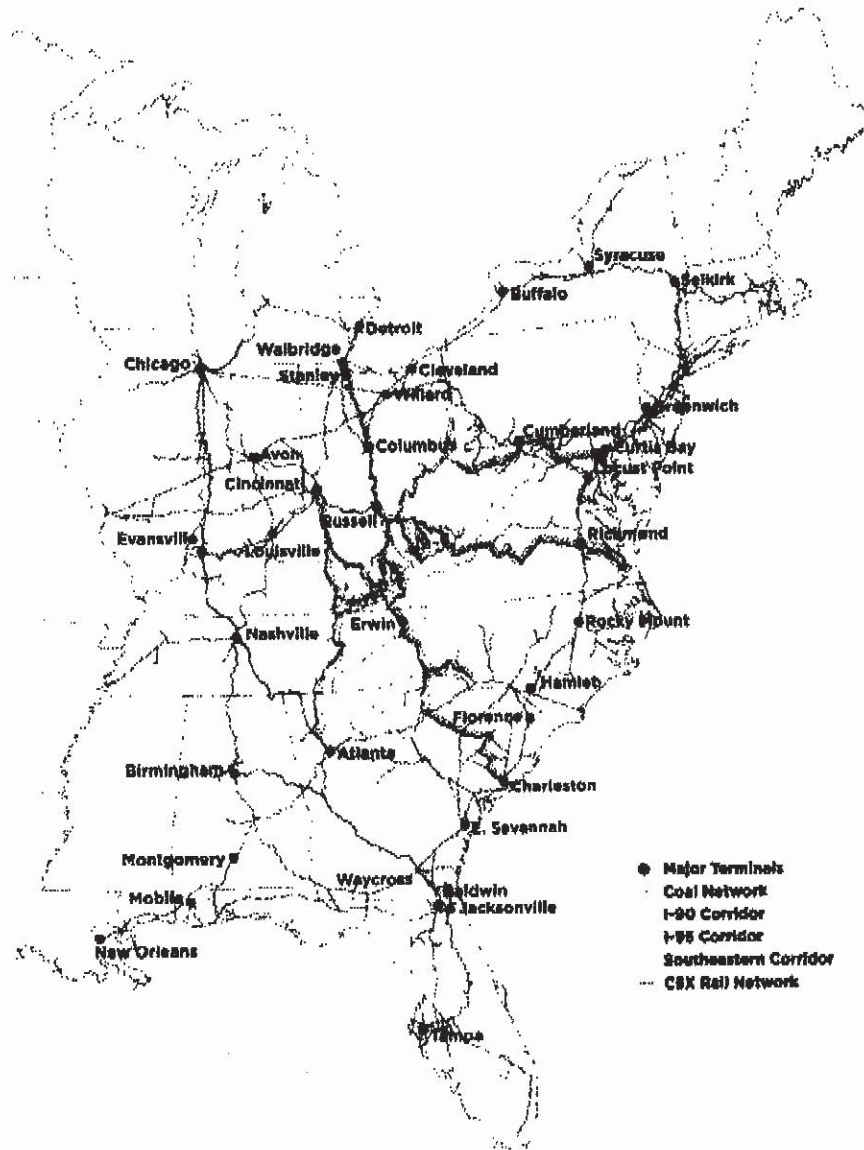 Syracuse
Selkirk
Buffalo
Detroit
Walbridge
Chicago
Cleveland
Stanley
Willard
Greenwich
Cumberland
Columbus
Curtis Bay
Avon
Locust Point
Cincinnati
Russell
Evansville
Richmond
Louisville
Erwin
Rocky Mount
Nashville
Hamlet
Florence
Atlanta
Birmingham
Charleston
E. Savannah
Montgomery
Waycross
Baldwin
Mobile
Jacksonville
New Orleans
Tampa
Major Terminals
Coal Network
I-90 Corridor
I-95 Corridor
Southeastern Corridor
CSX Rail Network